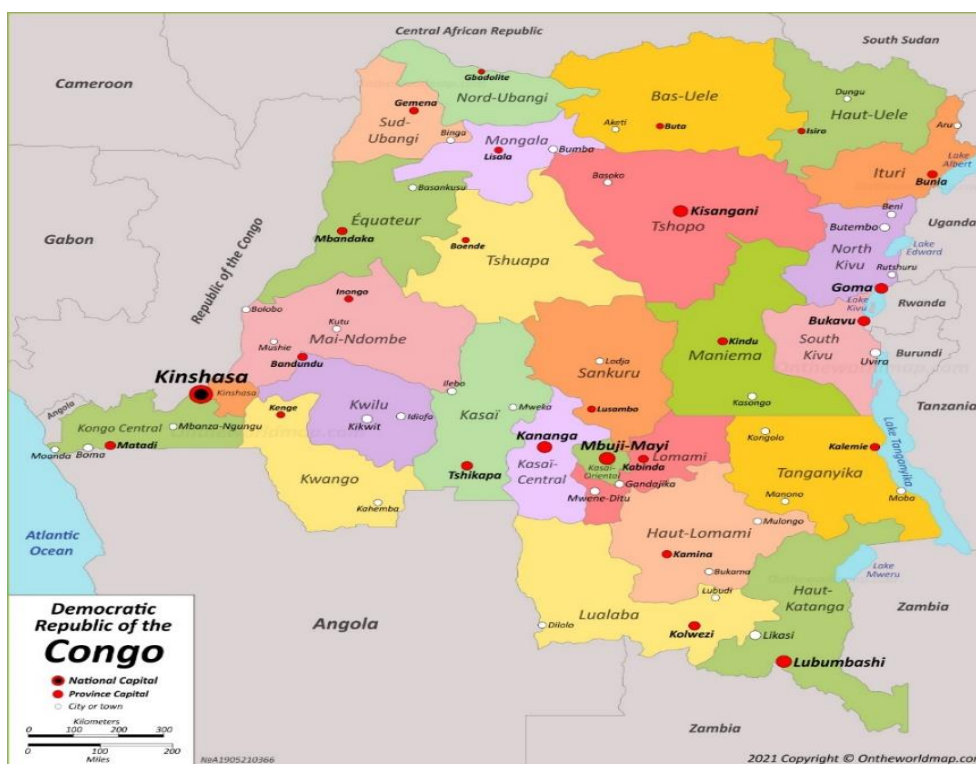 Central African Republic
South Sudan
Cameroon
Gbadolite
Nord-Ubangi
Bas-Uele
Dungu
Haut-Uele
Gemena
Sud-
Ubangi
Binga
Mongala
Lisala
Bumba
Aketi
Buta
Isiro
Aru
Lake
Albert
Ituri
Bunia
Basankusu
Basoko
Équateur
Mbandaka
Boende
Tshuapa
Kisangani
Tshopo
Beni
Butembo
North
Kivu
Uganda
Lake
Edward
Rutshuru
Goma
Gabon
Republic of the Congo
Inongo
Bolobo
Kutu
Mai-Ndombe
Mushie
Bandundu
Lake
Kivu
Rwanda
Bukavu
South
Kivu
Burundi
Uvira
Kindu
Maniema
Kasongo
Lodja
Sankuru
Lusambo
Kinshasa
Kinshasa
Ilebo
Kasaï
Mweka
Kenge
Kwilu
Kikwit
Idiofa
Tanzania
Angola
Kongo Central
Mbanza-Ngungu
Matadi
Boma
Moanda
Kwango
Kahemba
Tshikapa
Kananga
Kasaï-
Central
Mbuji-Mayi
Kasaï-
Oriental
Kabinda
Lomami
Gandajika
Mwene-Ditu
Kongolo
Kalemie
Tanganyika
Lake Tanganyika
Manono
Moba
Atlantic
Ocean
Haut-Lomami
Mulongo
Kamina
Bukama
Lubudi
Lake
Mweru
Haut-
Katanga
Zambia
Angola
Lualaba
Dilolo
Kolwezi
Likasi
Lubumbashi
Zambia
Democratic
Republic of the
Congo
National Capital
Province Capital
City or town
Kilometers
0 100 200 300
0 100 200
Miles
2021 Copyright © Ontheworldmap.com